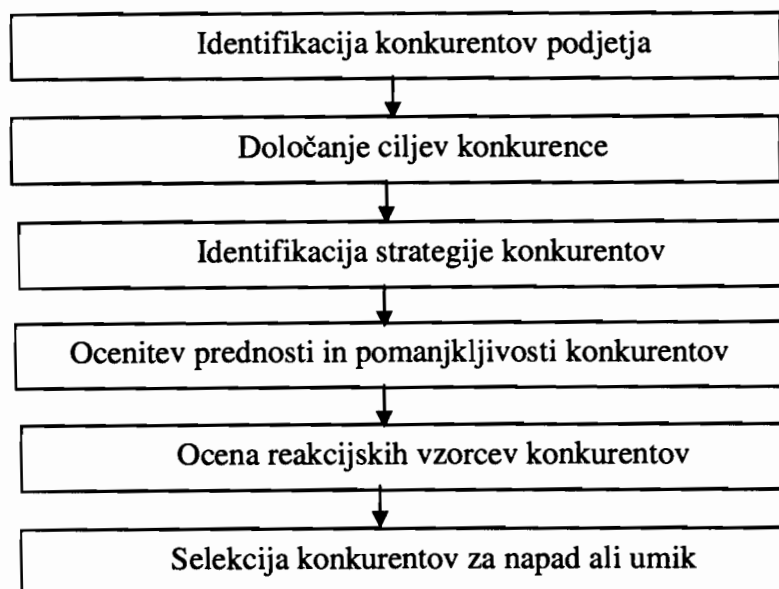 Identifikacija konkurentov podjetja
Določanje ciljev konkurence
Identifikacija strategije konkurentov
Ocenitev prednosti in pomanjkljivosti konkurentov
Ocena reakcijskih vzorcev konkurentov
Selekcija konkurentov za napad ali umik